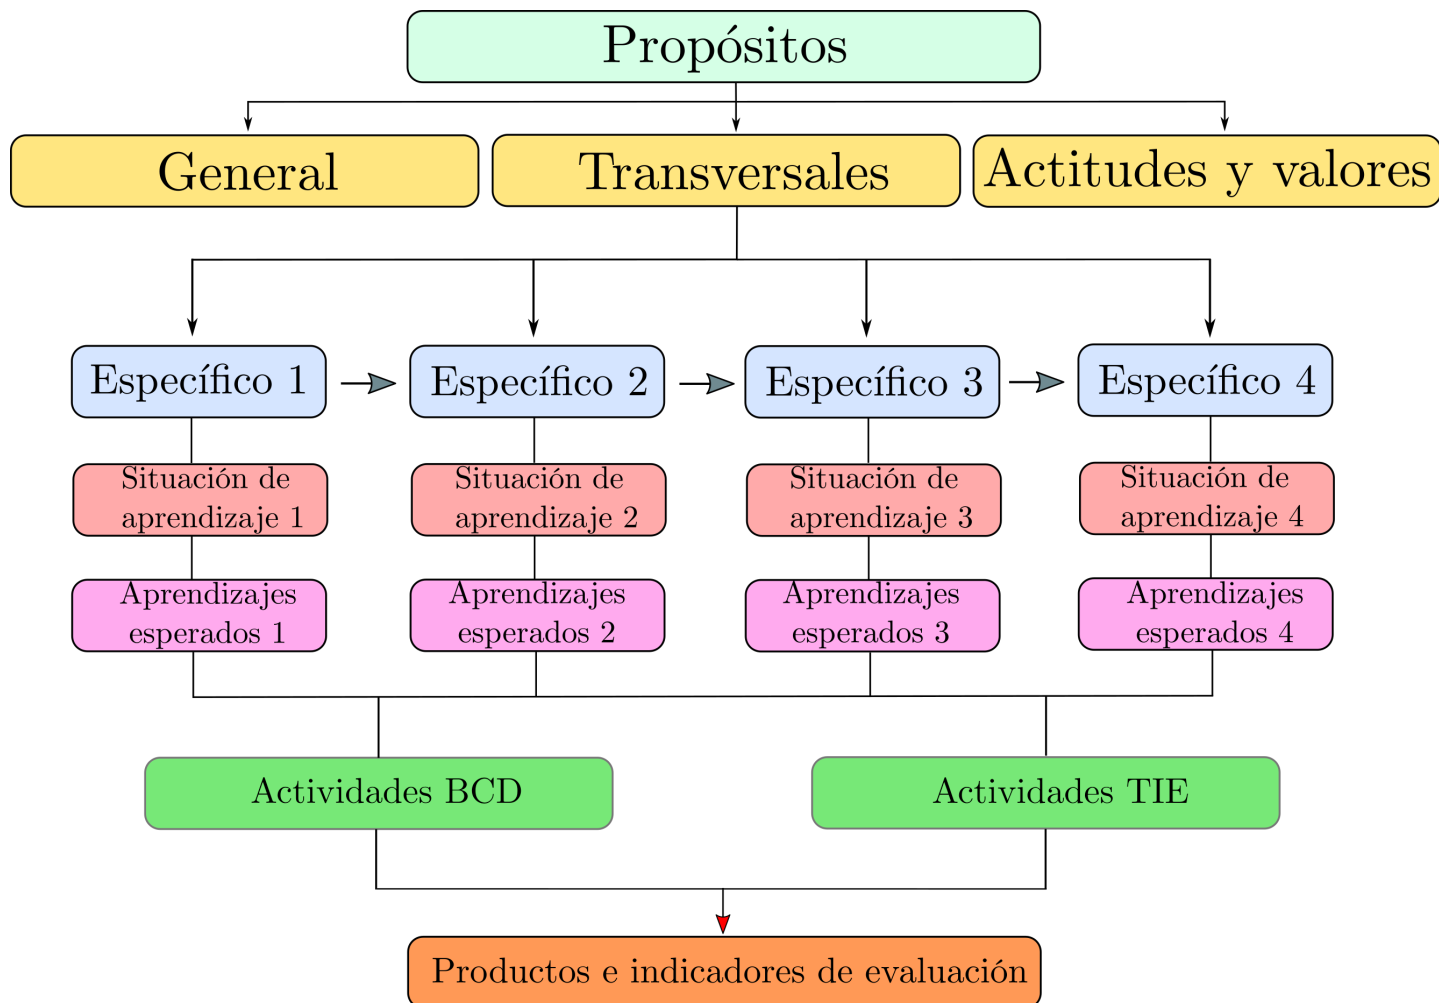 Propósitos
General
Transversales
Actitudes y valores
Específico 1
Específico 2
Específico 3
Específico 4
Situación de
aprendizaje 1
Situación de
aprendizaje 2
Situación de
aprendizaje 3
Situación de
aprendizaje 4
Aprendizajes
esperados 1
Aprendizajes
esperados 2
Aprendizajes
esperados 3
Aprendizajes
esperados 4
Actividades BCD
Actividades TIE
Productos e indicadores de evaluación